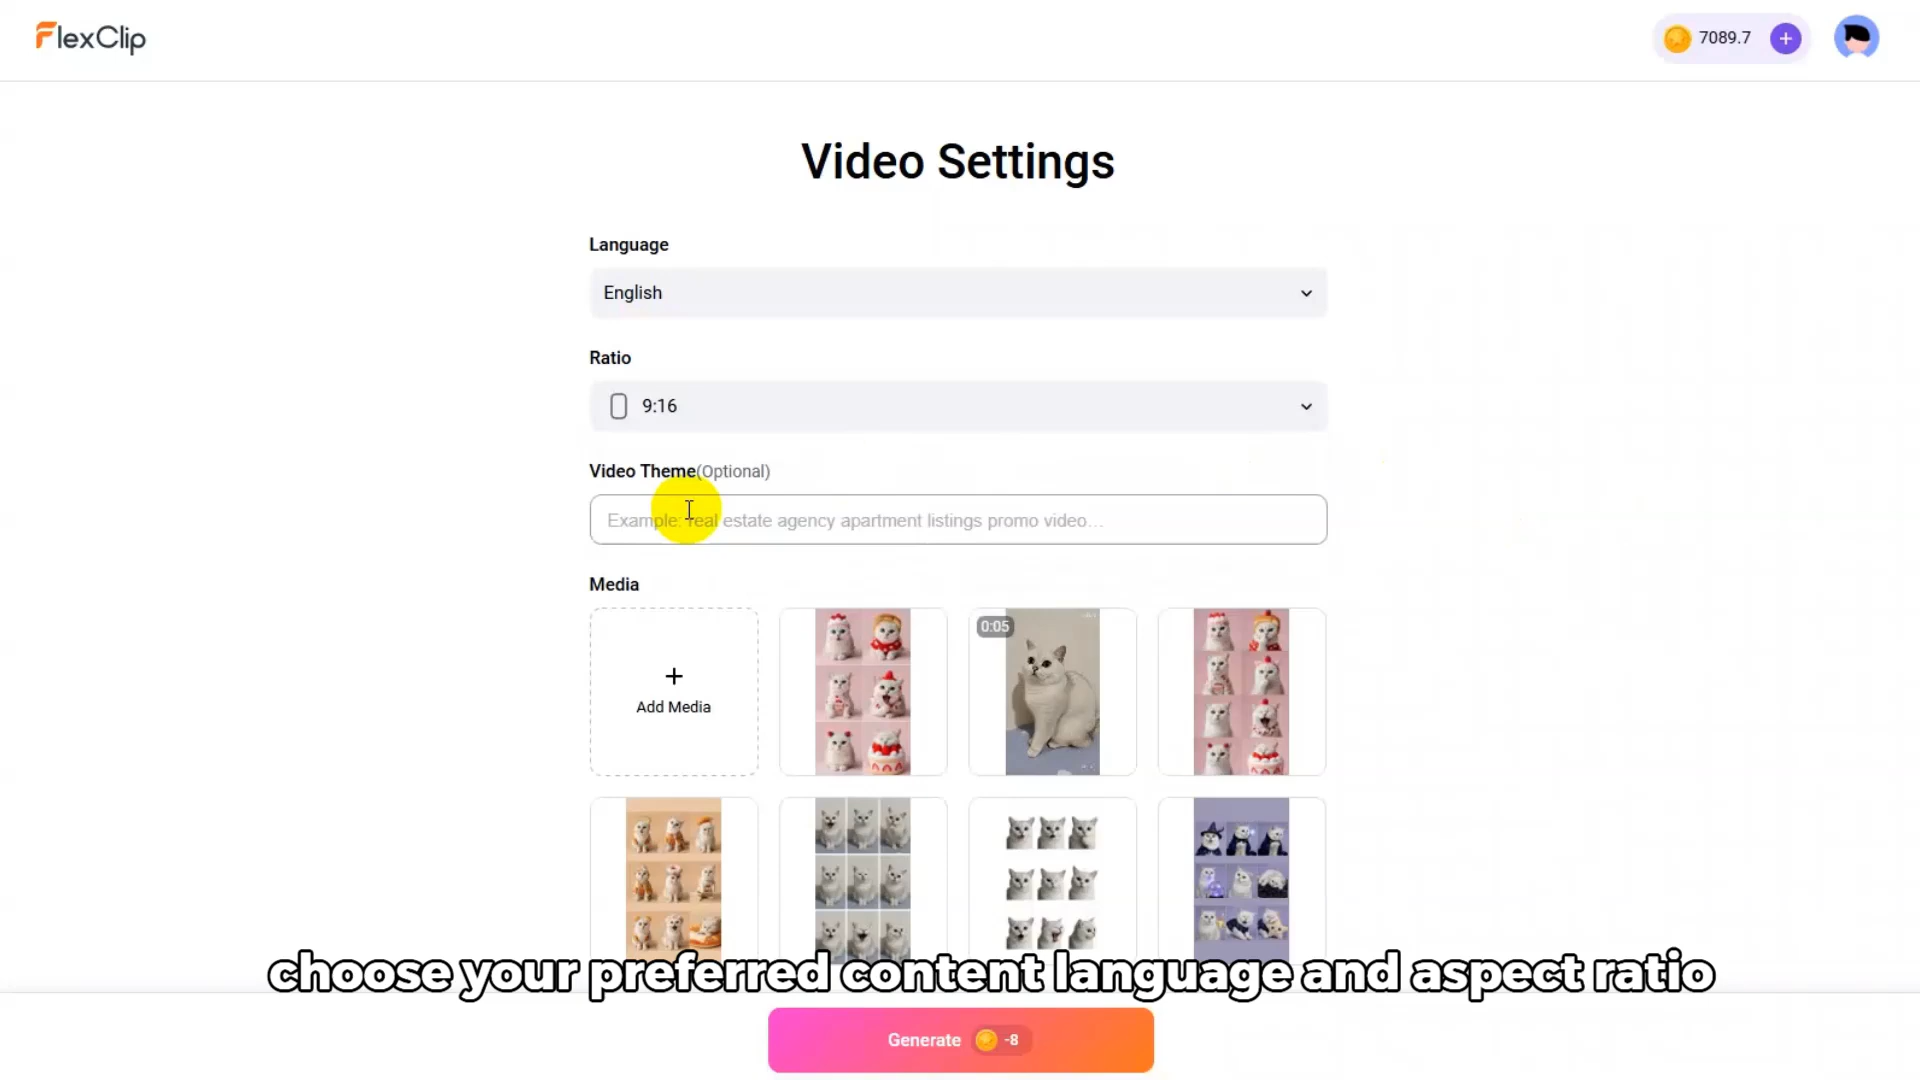 FlexClip
7089.7
Video Settings
Language
English
Ratio
9:16
Video Theme(Optional)
Example: real estate agency apartment listings promo video...
Media
Add Media
0:05
choose your preferred content language and aspect ratio
Generate -8